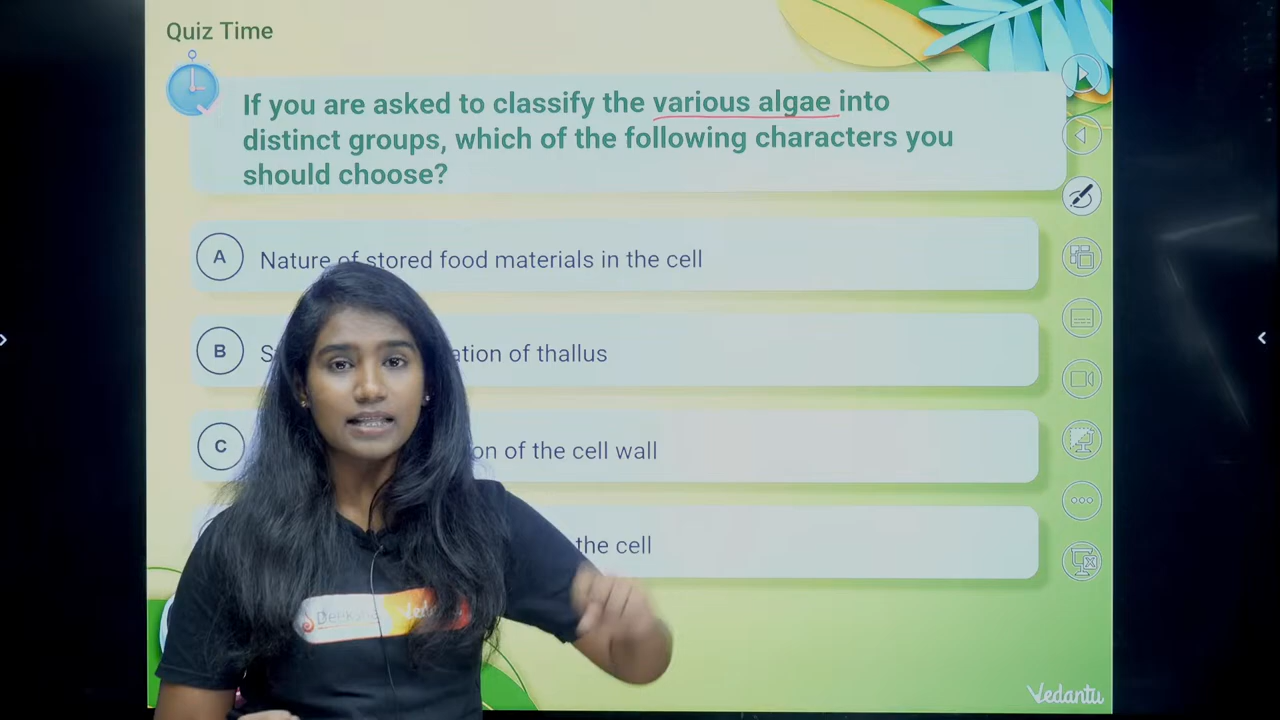 Quiz Time
If you are asked to classify the various algae into
distinct groups, which of the following characters you
should choose?
A
Nature of stored food materials in the cell
B
of thallus
C
of the cell wall
the cell
Vedantu